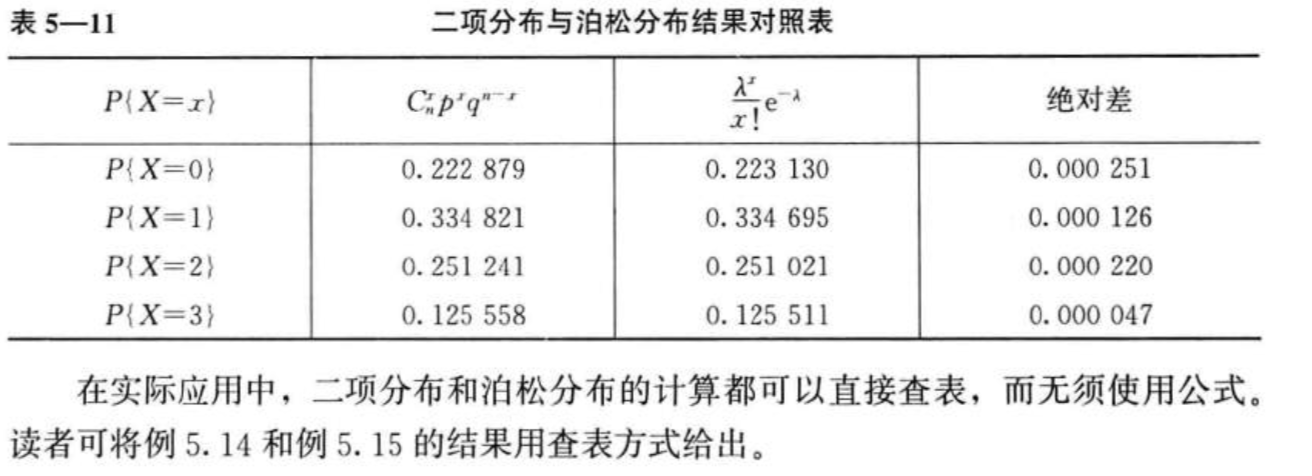 表 5—11 二项分布与泊松分布结果对照表
P{X=x} $C_n^x p^x q^{n-x}$ $\frac{\lambda^x}{x!}e^{-\lambda}$ 绝对差
P{X=0} 0.222 879 0.223 130 0.000 251
P{X=1} 0.334 821 0.334 695 0.000 126
P{X=2} 0.251 241 0.251 021 0.000 220
P{X=3} 0.125 558 0.125 511 0.000 047
在实际应用中，二项分布和泊松分布的计算都可以直接查表，而无须使用公式。
读者可将例 5.14 和例 5.15 的结果用查表方式给出。